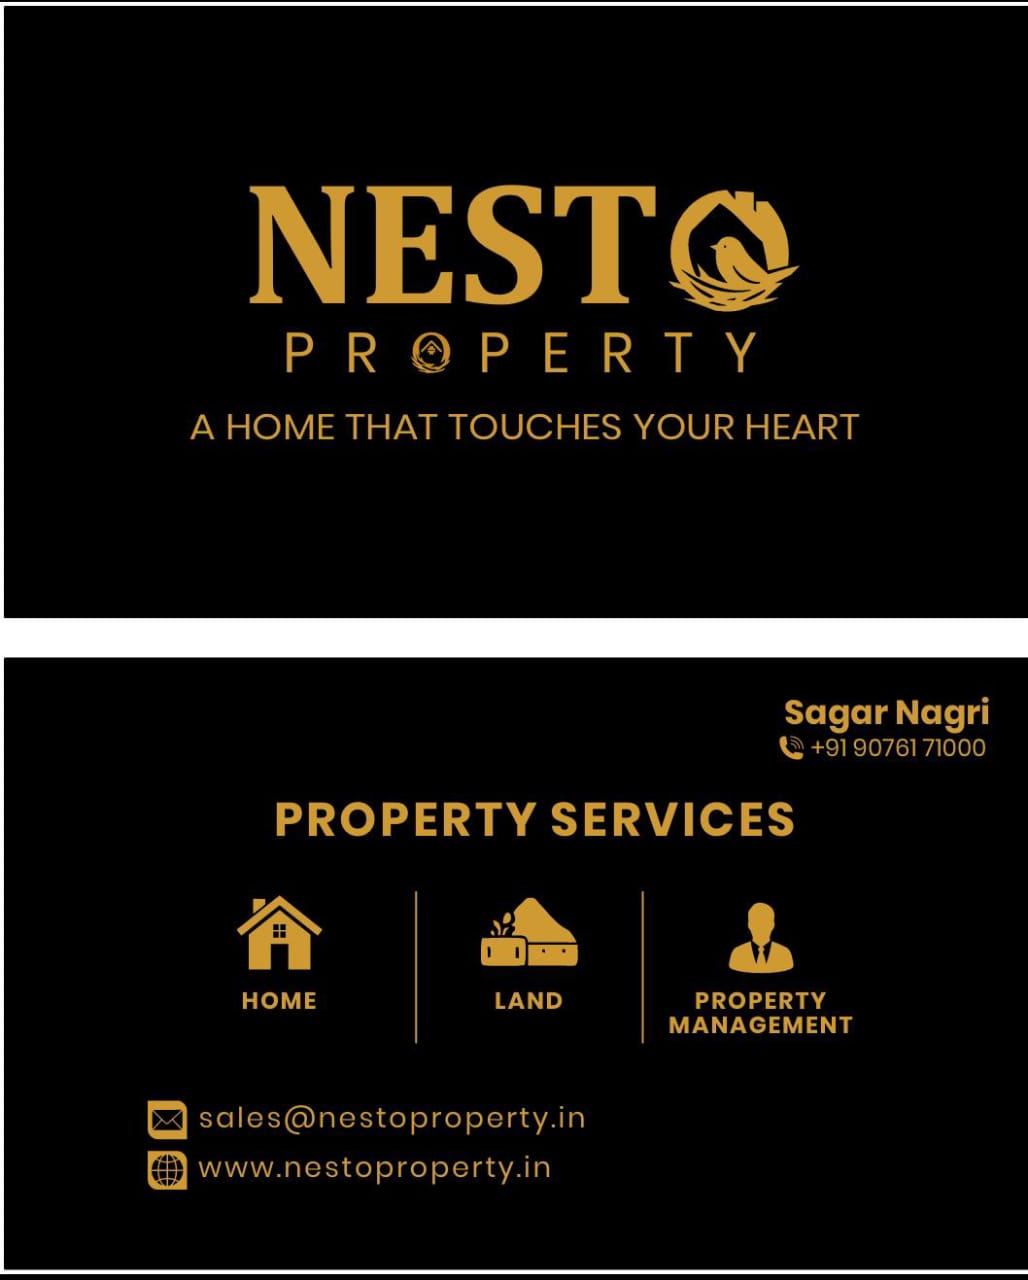 NESTO
PROPERTY
A HOME THAT TOUCHES YOUR HEART
Sagar Nagri
+91 90761 71000
PROPERTY SERVICES
HOME
LAND
PROPERTY
MANAGEMENT
sales@nestoproperty.in
www.nestoproperty.in